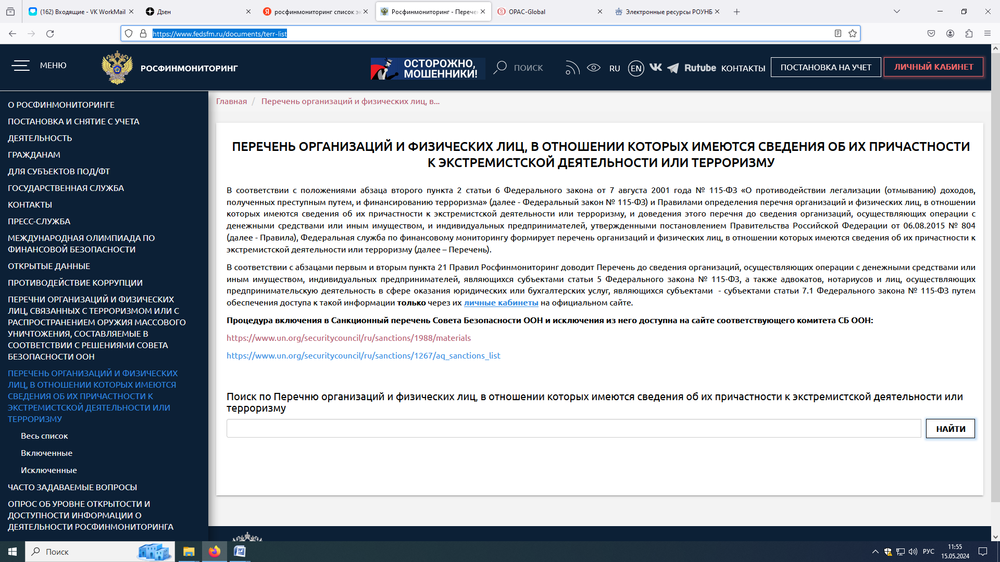 (162) Входящие - VK WorkMail
Дзен
росфинмониторинг список эк
Росфинмониторинг - Перечен
OPAC-Global
Электронные ресурсы РОУНБ
https://www.fedsfm.ru/documents/terr-list
МЕНЮ
РОСФИНМОНИТОРИНГ
ОСТОРОЖНО,
МОШЕННИКИ!
ПОИСК
RU
EN
Rutube
КОНТАКТЫ
ПОСТАНОВКА НА УЧЕТ
ЛИЧНЫЙ КАБИНЕТ
О РОСФИНМОНИТОРИНГЕ
ПОСТАНОВКА И СНЯТИЕ С УЧЕТА
ДЕЯТЕЛЬНОСТЬ
ГРАЖДАНАМ
ДЛЯ СУБЪЕКТОВ ПОД/ФТ
ГОСУДАРСТВЕННАЯ СЛУЖБА
КОНТАКТЫ
ПРЕСС-СЛУЖБА
МЕЖДУНАРОДНАЯ ОЛИМПИАДА ПО
ФИНАНСОВОЙ БЕЗОПАСНОСТИ
ОТКРЫТЫЕ ДАННЫЕ
ПРОТИВОДЕЙСТВИЕ КОРРУПЦИИ
ПЕРЕЧНИ ОРГАНИЗАЦИЙ И ФИЗИЧЕСКИХ
ЛИЦ, СВЯЗАННЫХ С ТЕРРОРИЗМОМ ИЛИ С
РАСПРОСТРАНЕНИЕМ ОРУЖИЯ МАССОВОГО
УНИЧТОЖЕНИЯ, СОСТАВЛЯЕМЫЕ В
СООТВЕТСТВИИ С РЕШЕНИЯМИ СОВЕТА
БЕЗОПАСНОСТИ ООН
ПЕРЕЧЕНЬ ОРГАНИЗАЦИЙ И ФИЗИЧЕСКИХ
ЛИЦ, В ОТНОШЕНИИ КОТОРЫХ ИМЕЮТСЯ
СВЕДЕНИЯ ОБ ИХ ПРИЧАСТНОСТИ К
ЭКСТРЕМИСТСКОЙ ДЕЯТЕЛЬНОСТИ ИЛИ
ТЕРРОРИЗМУ
Весь список
Включенные
Исключенные
ЧАСТО ЗАДАВАЕМЫЕ ВОПРОСЫ
ОПРОС ОБ УРОВНЕ ОТКРЫТОСТИ И
ДОСТУПНОСТИ ИНФОРМАЦИИ О
ДЕЯТЕЛЬНОСТИ РОСФИНМОНИТОРИНГА
Главная / Перечень организаций и физических лиц, в...
ПЕРЕЧЕНЬ ОРГАНИЗАЦИЙ И ФИЗИЧЕСКИХ ЛИЦ, В ОТНОШЕНИИ КОТОРЫХ ИМЕЮТСЯ СВЕДЕНИЯ ОБ ИХ ПРИЧАСТНОСТИ
К ЭКСТРЕМИСТСКОЙ ДЕЯТЕЛЬНОСТИ ИЛИ ТЕРРОРИЗМУ
В соответствии с положениями абзаца второго пункта 2 статьи 6 Федерального закона от 7 августа 2001 года № 115-ФЗ «О противодействии легализации (отмыванию) доходов,
полученных преступным путем, и финансированию терроризма» (далее - Федеральный закон № 115-ФЗ) и Правилами определения перечня организаций и физических лиц, в отношении
которых имеются сведения об их причастности к экстремистской деятельности или терроризму, и доведения этого перечня до сведения организаций, осуществляющих операции с
денежными средствами или иным имуществом, и индивидуальных предпринимателей, утвержденными постановлением Правительства Российской Федерации от 06.08.2015 № 804
(далее - Правила), Федеральная служба по финансовому мониторингу формирует перечень организаций и физических лиц, в отношении которых имеются сведения об их причастности к
экстремистской деятельности или терроризму (далее – Перечень).
В соответствии с абзацами первым и вторым пункта 21 Правил Росфинмониторинг доводит Перечень до сведения организаций, осуществляющих операции с денежными средствами или
иным имуществом, индивидуальных предпринимателей, являющихся субъектами статьи 5 Федерального закона № 115-ФЗ, а также адвокатов, нотариусов и лиц, осуществляющих
предпринимательскую деятельность в сфере оказания юридических или бухгалтерских услуг, являющихся субъектами - субъектами статьи 7.1 Федерального закона № 115-ФЗ путем
обеспечения доступа к такой информации только через их личные кабинеты на официальном сайте.
Процедура включения в Санкционный перечень Совета Безопасности ООН и исключения из него доступна на сайте соответствующего комитета СБ ООН:
https://www.un.org/securitycouncil/ru/sanctions/1988/materials
https://www.un.org/securitycouncil/ru/sanctions/1267/aq_sanctions_list
Поиск по Перечню организаций и физических лиц, в отношении которых имеются сведения об их причастности к экстремистской деятельности или
терроризму
НАЙТИ
Поиск
РУС
11:55
15.05.2024